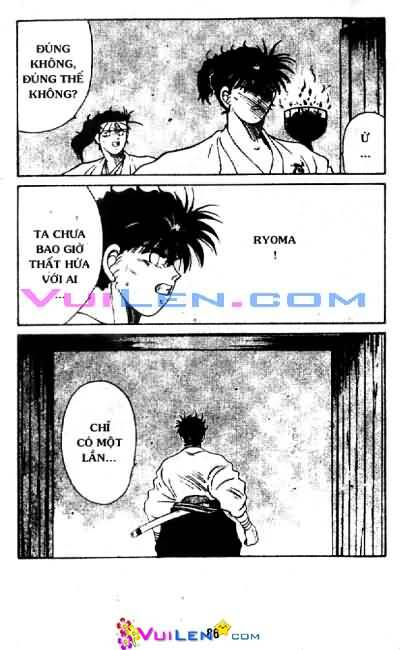 ĐÚNG
KHÔNG,
ĐÚNG THẾ
KHÔNG?
Ừ
...
TA CHƯA
BAO GIỜ
THẤT HỨA
VỚI AI
...
RYOMA
!
VUILEN.COM
CHỈ
CÓ MỘT
LẦN...
86
VUILEN.COM